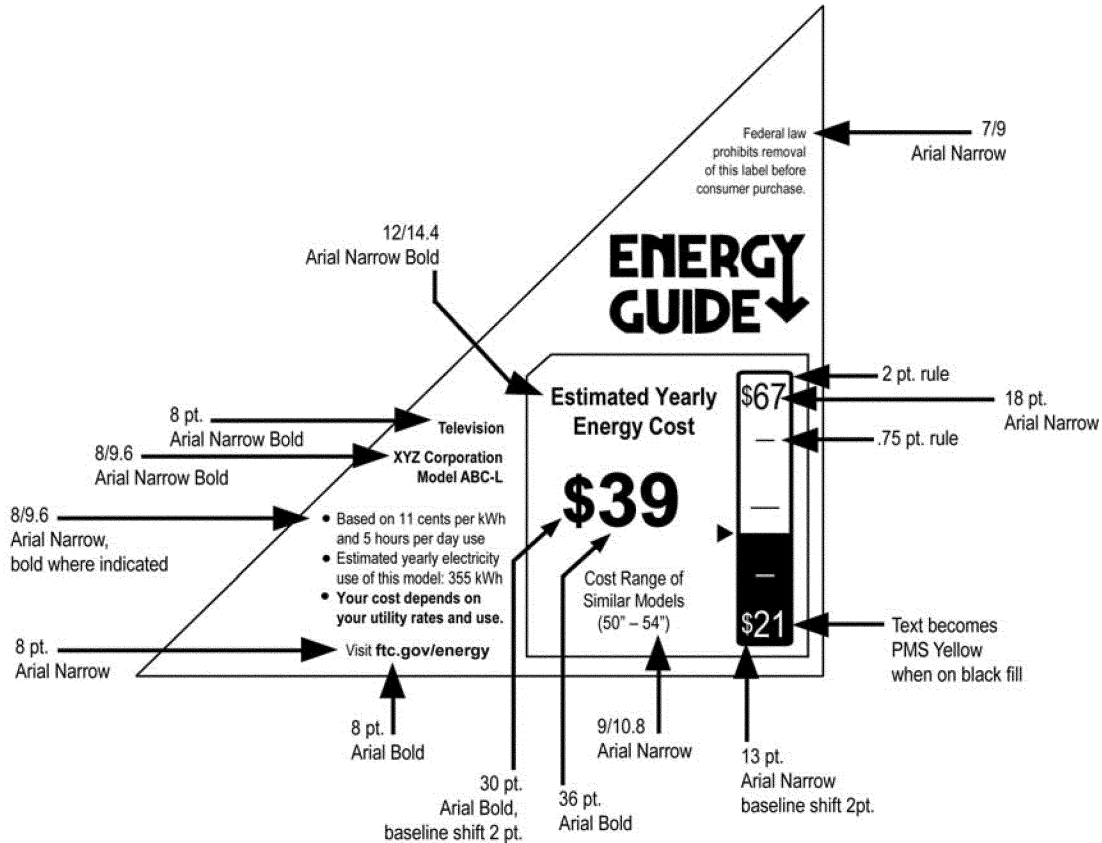 Federal law
prohibits removal
of this label before
consumer purchase.
7/9
Arial Narrow
12/14.4
Arial Narrow Bold
ENERGY
GUIDE
2 pt. rule
Estimated Yearly
Energy Cost
$67
18 pt.
Arial Narrow
.75 pt. rule
8 pt.
Arial Narrow Bold
Television
8/9.6
Arial Narrow Bold
XYZ Corporation
Model ABC-L
$39
8/9.6
Arial Narrow,
bold where indicated
• Based on 11 cents per kWh
and 5 hours per day use
• Estimated yearly electricity
use of this model: 355 kWh
• Your cost depends on
your utility rates and use.
Cost Range of
Similar Models
(50” – 54”)
$21
Text becomes
PMS Yellow
when on black fill
8 pt.
Arial Narrow
Visit ftc.gov/energy
8 pt.
Arial Bold
30 pt.
Arial Bold,
baseline shift 2 pt.
36 pt.
Arial Bold
9/10.8
Arial Narrow
13 pt.
Arial Narrow
baseline shift 2pt.